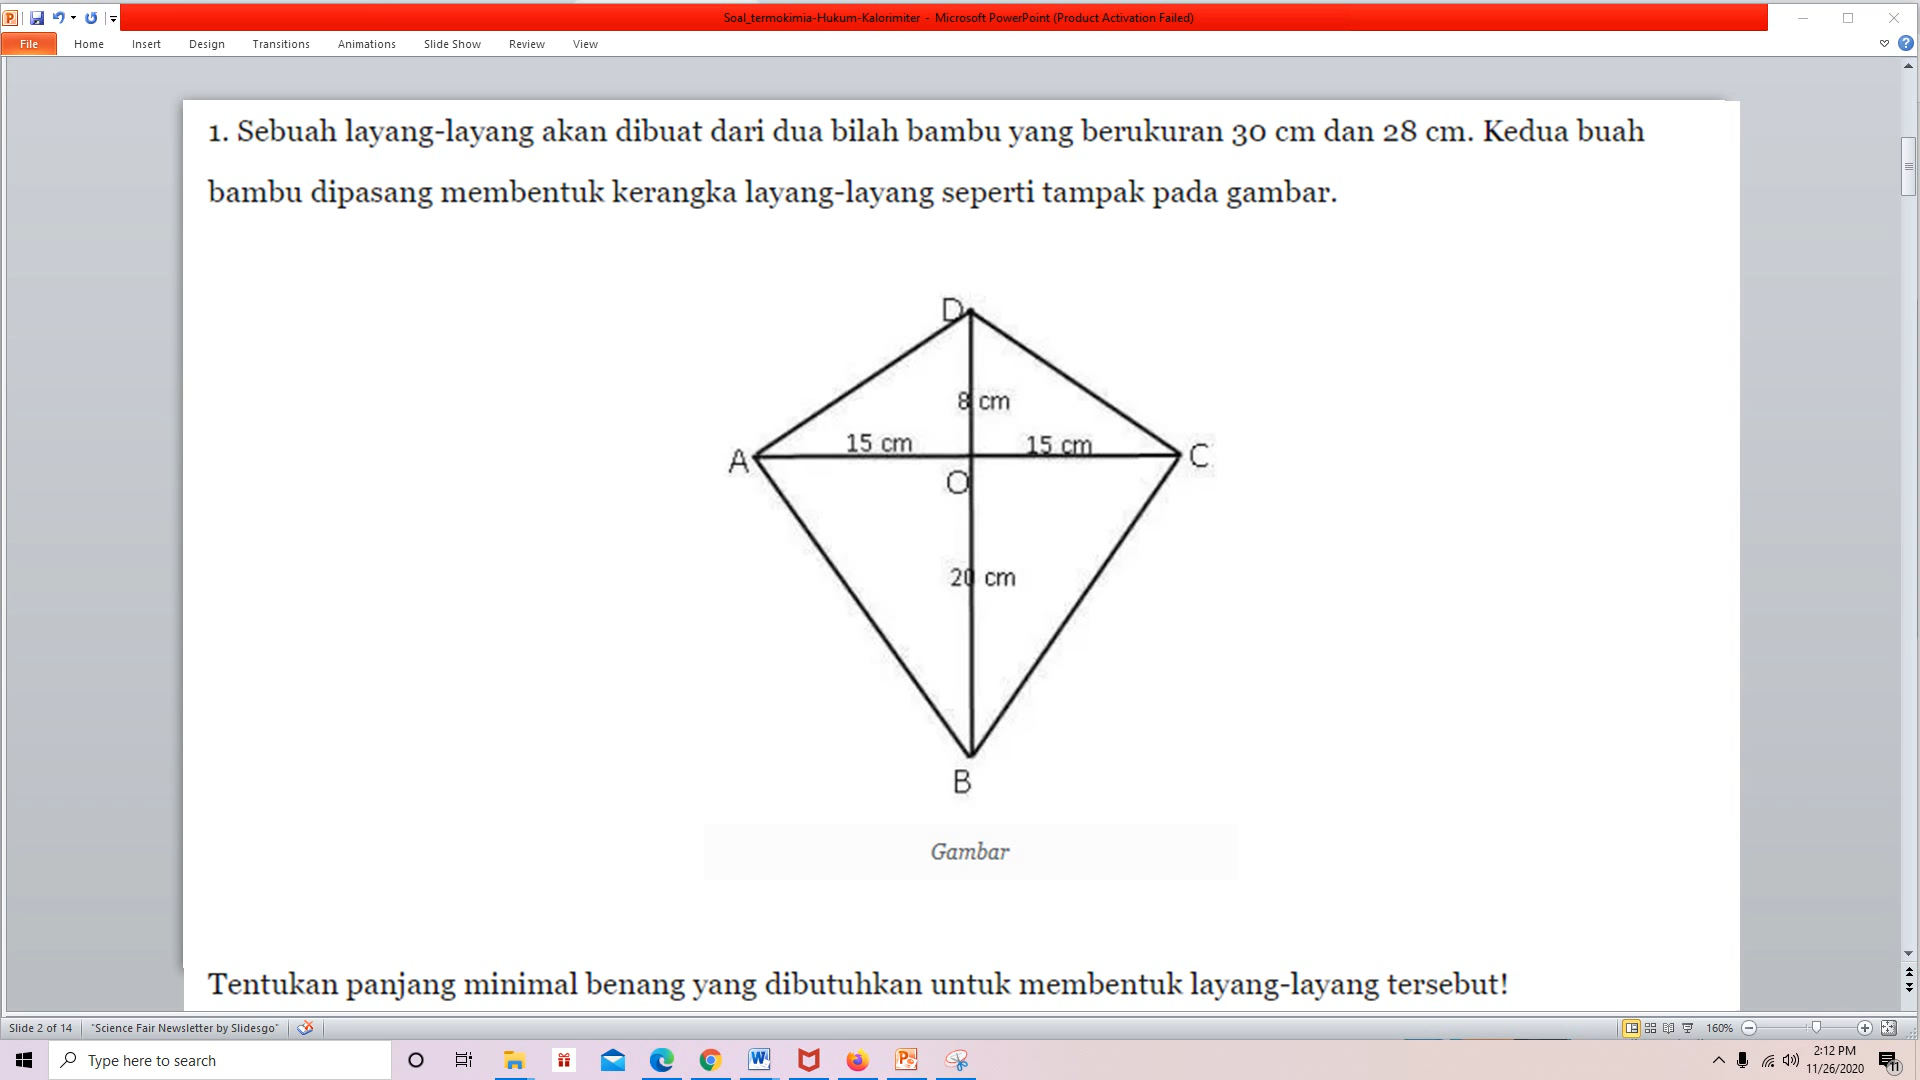 Soal_termokimia-Hukum-Kalorimiter - Microsoft PowerPoint (Product Activation Failed)
File Home Insert Design Transitions Animations Slide Show Review View
1. Sebuah layang-layang akan dibuat dari dua bilah bambu yang berukuran 30 cm dan 28 cm. Kedua buah
bambu dipasang membentuk kerangka layang-layang seperti tampak pada gambar.
D
8 cm
15 cm 15 cm
A C
O
20 cm
B
Gambar
Tentukan panjang minimal benang yang dibutuhkan untuk membentuk layang-layang tersebut!
Slide 2 of 14 "Science Fair Newsletter by Slidesgo" 160%
Type here to search
2:12 PM
11/26/2020
11